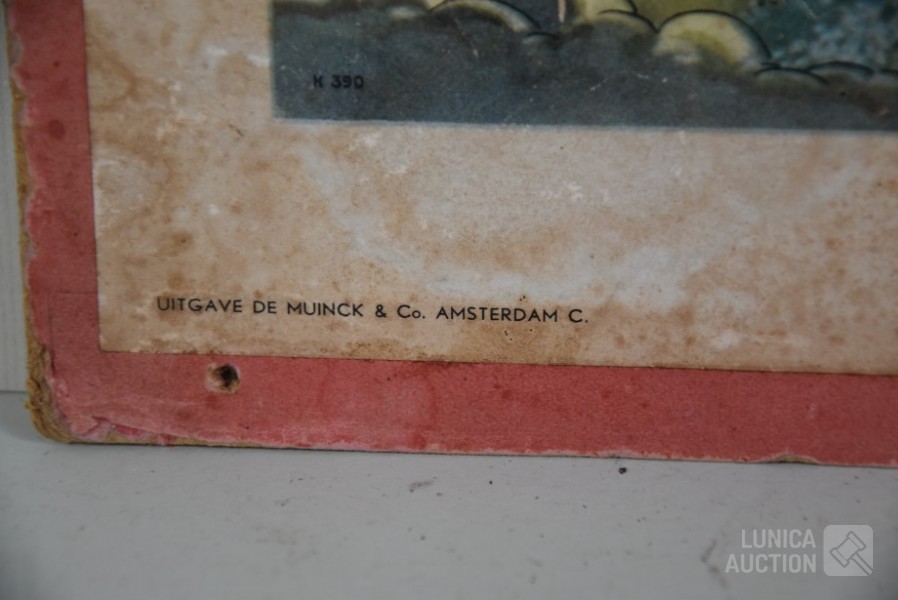 K 390
UITGAVE DE MUINCK & Co. AMSTERDAM C.
LUNICA
AUCTION